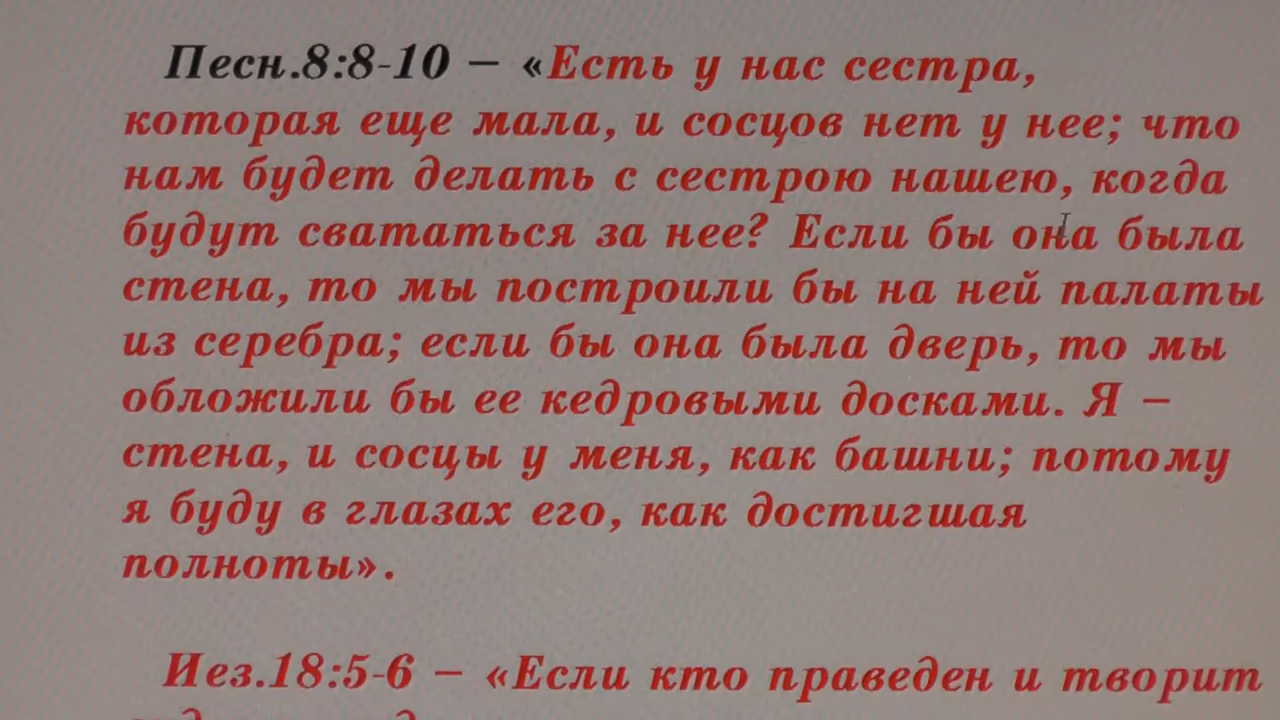 Песн.8:8-10 – «Есть у нас сестра,
которая еще мала, и сосцов нет у нее; что
нам будет делать с сестрою нашею, когда
будут свататься за нее? Если бы она была
стена, то мы построили бы на ней палаты
из серебра; если бы она была дверь, то мы
обложили бы ее кедровыми досками. Я –
стена, и сосцы у меня, как башни; потому
я буду в глазах его, как достигшая
полноты».
Иез.18:5-6 – «Если кто праведен и творит